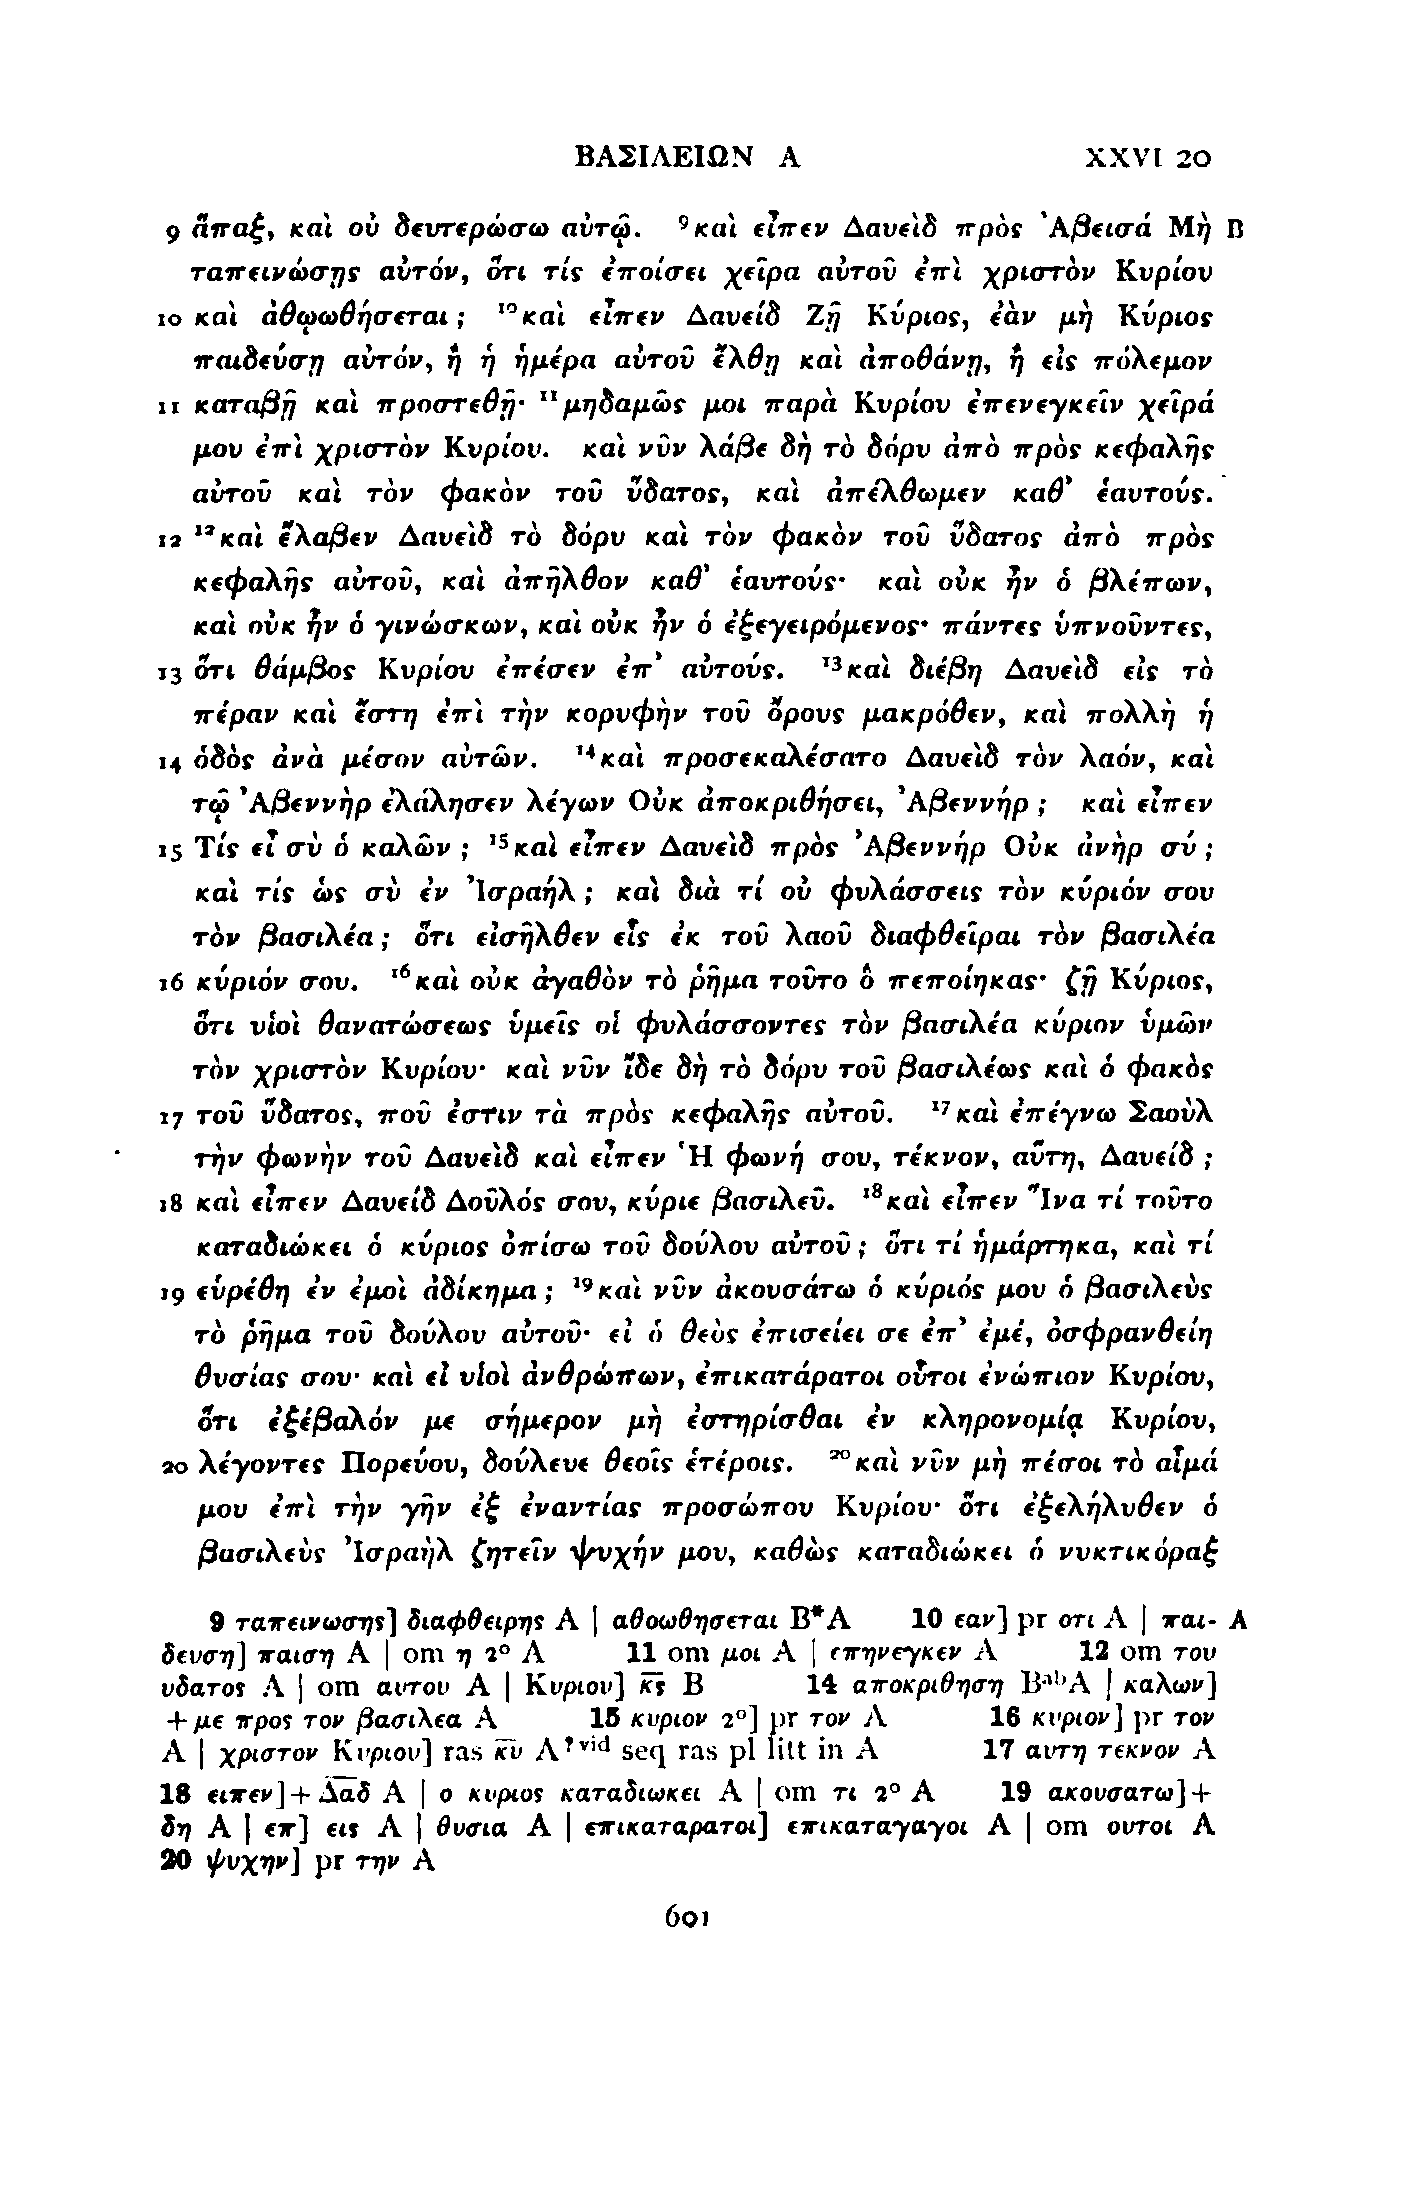 ΒΑΣΙΛΕΙΩΝ Α XXVI 20
9 ἅπαξ, καὶ οὐ δευτερώσω αὐτῷ. ⁹καὶ εἶπεν Δαυεὶδ πρὸς Ἀβεισά Μὴ B
ταπεινώσῃς αὐτόν, ὅτι τίς ἐποίσει χεῖρα αὐτοῦ ἐπὶ χριστὸν Κυρίου
10 καὶ ἀθῳωθήσεται; ¹⁰καὶ εἶπεν Δαυείδ Ζῇ Κύριος, ἐὰν μὴ Κύριος
παιδεύσῃ αὐτόν, ἢ ἡ ἡμέρα αὐτοῦ ἔλθῃ καὶ ἀποθάνῃ, ἢ εἰς πόλεμον
11 καταβῇ καὶ προστεθῇ· ¹¹μηδαμῶς μοι παρὰ Κυρίου ἐπενεγκεῖν χεῖρά
μου ἐπὶ χριστὸν Κυρίου. καὶ νῦν λάβε δὴ τὸ δόρυ ἀπὸ πρὸς κεφαλῆς
αὐτοῦ καὶ τὸν φακὸν τοῦ ὕδατος, καὶ ἀπέλθωμεν καθ’ ἑαυτούς.
12 ¹²καὶ ἔλαβεν Δαυεὶδ τὸ δόρυ καὶ τὸν φακὸν τοῦ ὕδατος ἀπὸ πρὸς
κεφαλῆς αὐτοῦ, καὶ ἀπῆλθον καθ’ ἑαυτούς· καὶ οὐκ ἦν ὁ βλέπων,
καὶ οὐκ ἦν ὁ γινώσκων, καὶ οὐκ ἦν ὁ ἐξεγειρόμενος· πάντες ὑπνοῦντες,
13 ὅτι θάμβος Κυρίου ἐπέσεν ἐπ’ αὐτούς. ¹³καὶ διέβη Δαυεὶδ εἰς τὸ
πέραν καὶ ἔστη ἐπὶ τὴν κορυφὴν τοῦ ὄρους μακρόθεν, καὶ πολλὴ ἡ
14 ὁδὸς ἀνὰ μέσον αὐτῶν. ¹⁴καὶ προσεκαλέσατο Δαυεὶδ τὸν λαόν, καὶ
τῷ Ἀβεννὴρ ἐλάλησεν λέγων Οὐκ ἀποκριθήσει, Ἀβεννήρ; καὶ εἶπεν
15 Τίς εἶ σὺ ὁ καλῶν; ¹⁵καὶ εἶπεν Δαυεὶδ πρὸς Ἀβεννήρ Οὐκ ἀνὴρ σύ;
καὶ τίς ὡς σὺ ἐν Ἰσραήλ; καὶ διὰ τί οὐ φυλάσσεις τὸν κύριόν σου
τὸν βασιλέα; ὅτι εἰσῆλθεν εἷς ἐκ τοῦ λαοῦ διαφθεῖραι τὸν βασιλέα
16 κύριόν σου. ¹⁶καὶ οὐκ ἀγαθὸν τὸ ῥῆμα τοῦτο ὃ πεποίηκας· ζῇ Κύριος,
ὅτι υἱοὶ θανατώσεως ὑμεῖς οἱ φυλάσσοντες τὸν βασιλέα κύριον ὑμῶν
τὸν χριστὸν Κυρίου· καὶ νῦν ἴδε δὴ τὸ δόρυ τοῦ βασιλέως καὶ ὁ φακὸς
17 τοῦ ὕδατος, ποῦ ἐστιν τὰ πρὸς κεφαλῆς αὐτοῦ. ¹⁷καὶ ἐπέγνω Σαοὺλ
τὴν φωνὴν τοῦ Δαυεὶδ καὶ εἶπεν Ἡ φωνή σου, τέκνον, αὕτη, Δαυείδ;
18 καὶ εἶπεν Δαυείδ Δοῦλός σου, κύριε βασιλεῦ. ¹⁸καὶ εἶπεν Ἵνα τί τοῦτο
καταδιώκει ὁ κύριος ὀπίσω τοῦ δούλου αὐτοῦ; ὅτι τί ἡμάρτηκα, καὶ τί
19 εὑρέθη ἐν ἐμοὶ ἀδίκημα; ¹⁹καὶ νῦν ἀκουσάτω ὁ κύριός μου ὁ βασιλεὺς
τὸ ῥῆμα τοῦ δούλου αὐτοῦ· εἰ ὁ θεὸς ἐπισείει σε ἐπ’ ἐμέ, ὀσφρανθείη
θυσίας σου· καὶ εἰ υἱοὶ ἀνθρώπων, ἐπικατάρατοι οὗτοι ἐνώπιον Κυρίου,
ὅτι ἐξέβαλόν με σήμερον μὴ ἐστηρίσθαι ἐν κληρονομίᾳ Κυρίου,
20 λέγοντες Πορεύου, δούλευε θεοῖς ἑτέροις. ²⁰καὶ νῦν μὴ πέσοι τὸ αἷμά
μου ἐπὶ τὴν γῆν ἐξ ἐναντίας προσώπου Κυρίου· ὅτι ἐξελήλυθεν ὁ
βασιλεὺς Ἰσραὴλ ζητεῖν ψυχήν μου, καθὼς καταδιώκει ὁ νυκτικόραξ
9 ταπεινωσης] διαφθειρης A | αθοωθησεται B*A 10 εαν] pr οτι A | παι- A
δευση] παιση A | om η 2° A 11 om μοι A | επηνεγκεν A 12 om του
υδατος A | om αυτου A | Κυριου] κ̅ς̅ B 14 αποκριθηση BᵃᵇA | καλων]
+ με προς τον βασιλεα A 15 κυριον 2°] pr τον A 16 κυριον] pr τον
A | χριστον Κυριου] ras κ̅υ̅ A?ᵛⁱᵈ seq ras pl litt in A 17 αυτη τεκνον A
18 ειπεν]+ Δ̅α̅δ̅ A | ο κυριος καταδιωκει A | om τι 2° A 19 ακουσατω]+
δη A | επ] εις A | θυσια A | επικαταρατοι] επικαταγαγοι A | om ουτοι A
20 ψυχην] pr την A
601